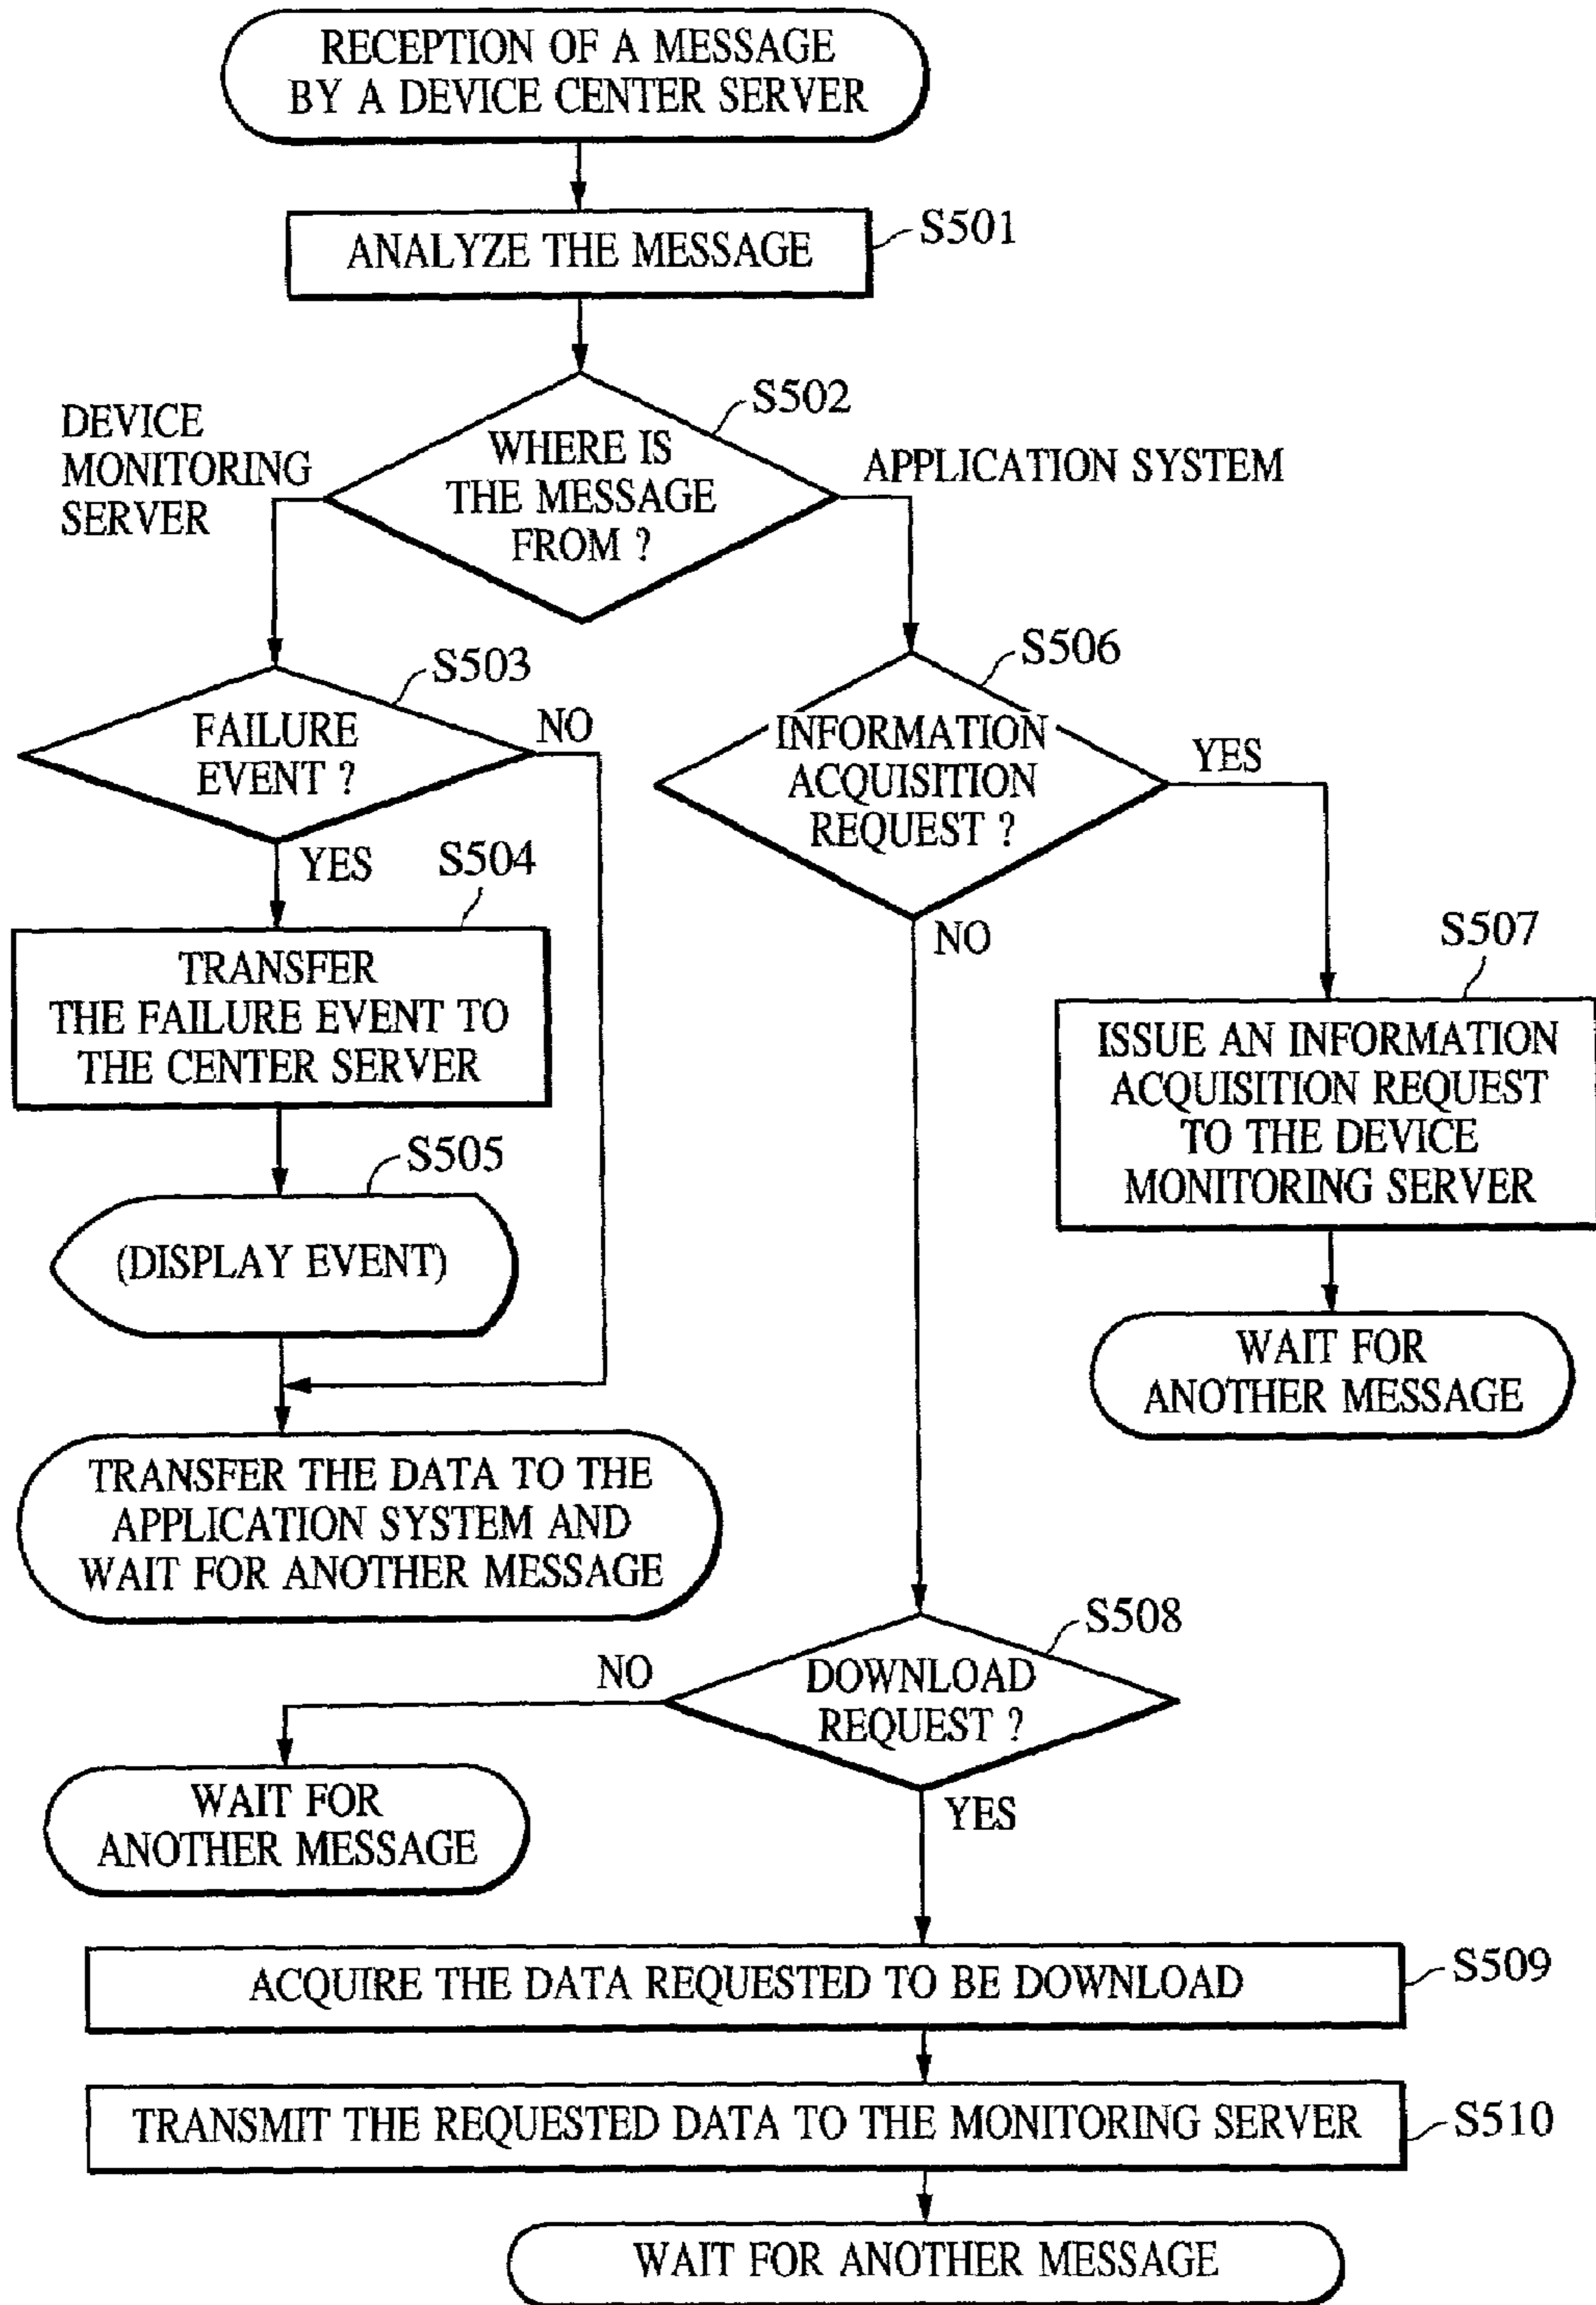 RECEPTION OF A MESSAGE
BY A DEVICE CENTER SERVER
ANALYZE THE MESSAGE
S501
WHERE IS
THE MESSAGE
FROM ?
S502
DEVICE
MONITORING
SERVER
APPLICATION SYSTEM
FAILURE
EVENT ?
S503
NO
YES
S504
TRANSFER
THE FAILURE EVENT TO
THE CENTER SERVER
S505
(DISPLAY EVENT)
TRANSFER THE DATA TO THE
APPLICATION SYSTEM AND
WAIT FOR ANOTHER MESSAGE
S506
INFORMATION
ACQUISITION
REQUEST ?
YES
NO
S507
ISSUE AN INFORMATION
ACQUISITION REQUEST
TO THE DEVICE
MONITORING SERVER
WAIT FOR
ANOTHER MESSAGE
S508
DOWNLOAD
REQUEST ?
NO
WAIT FOR
ANOTHER MESSAGE
YES
ACQUIRE THE DATA REQUESTED TO BE DOWNLOAD
S509
TRANSMIT THE REQUESTED DATA TO THE MONITORING SERVER
S510
WAIT FOR ANOTHER MESSAGE